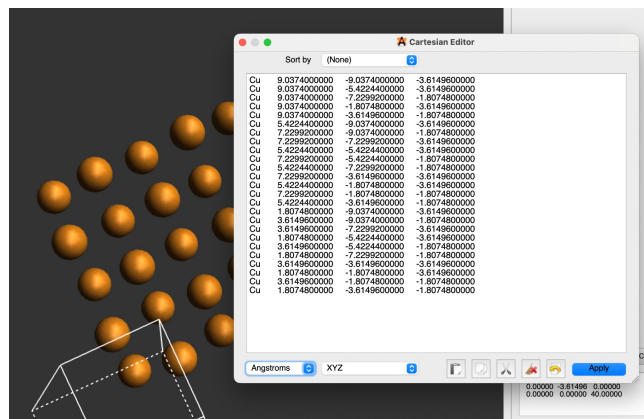 Cartesian Editor
Sort by (None)
Cu 9.0374000000 -9.0374000000 -3.6149600000
Cu 9.0374000000 -5.4224400000 -3.6149600000
Cu 9.0374000000 -7.2299200000 -1.8074800000
Cu 9.0374000000 -1.8074800000 -3.6149600000
Cu 9.0374000000 -3.6149600000 -1.8074800000
Cu 5.4224400000 -9.0374000000 -3.6149600000
Cu 7.2299200000 -9.0374000000 -1.8074800000
Cu 7.2299200000 -7.2299200000 -3.6149600000
Cu 5.4224400000 -5.4224400000 -3.6149600000
Cu 7.2299200000 -5.4224400000 -1.8074800000
Cu 5.4224400000 -7.2299200000 -1.8074800000
Cu 7.2299200000 -3.6149600000 -3.6149600000
Cu 5.4224400000 -1.8074800000 -3.6149600000
Cu 7.2299200000 -1.8074800000 -1.8074800000
Cu 5.4224400000 -3.6149600000 -1.8074800000
Cu 1.8074800000 -9.0374000000 -3.6149600000
Cu 3.6149600000 -9.0374000000 -1.8074800000
Cu 3.6149600000 -7.2299200000 -3.6149600000
Cu 1.8074800000 -5.4224400000 -3.6149600000
Cu 3.6149600000 -5.4224400000 -1.8074800000
Cu 1.8074800000 -7.2299200000 -1.8074800000
Cu 3.6149600000 -3.6149600000 -3.6149600000
Cu 1.8074800000 -1.8074800000 -3.6149600000
Cu 3.6149600000 -1.8074800000 -1.8074800000
Cu 1.8074800000 -3.6149600000 -1.8074800000
Angstroms XYZ Apply
0.00000 -3.61496 0.00000
0.00000 0.00000 40.00000